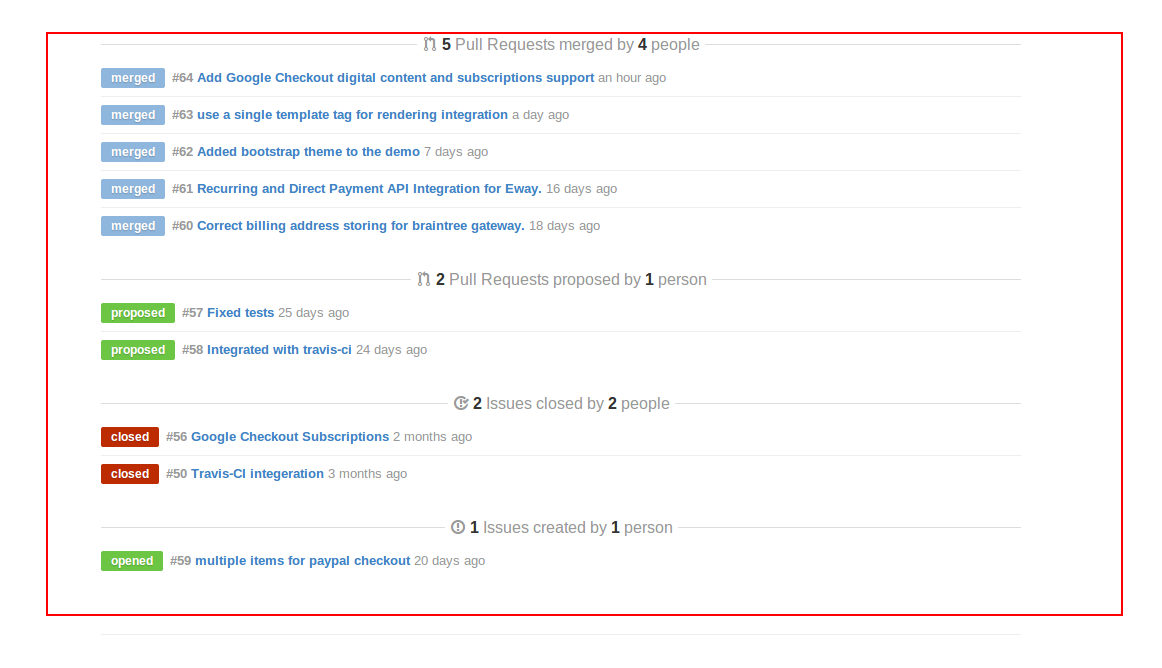 5 Pull Requests merged by 4 people
merged #64 Add Google Checkout digital content and subscriptions support an hour ago
merged #63 use a single template tag for rendering integration a day ago
merged #62 Added bootstrap theme to the demo 7 days ago
merged #61 Recurring and Direct Payment API Integration for Eway. 16 days ago
merged #60 Correct billing address storing for braintree gateway. 18 days ago
2 Pull Requests proposed by 1 person
proposed #57 Fixed tests 25 days ago
proposed #58 Integrated with travis-ci 24 days ago
2 Issues closed by 2 people
closed #56 Google Checkout Subscriptions 2 months ago
closed #50 Travis-CI integeration 3 months ago
1 Issues created by 1 person
opened #59 multiple items for paypal checkout 20 days ago